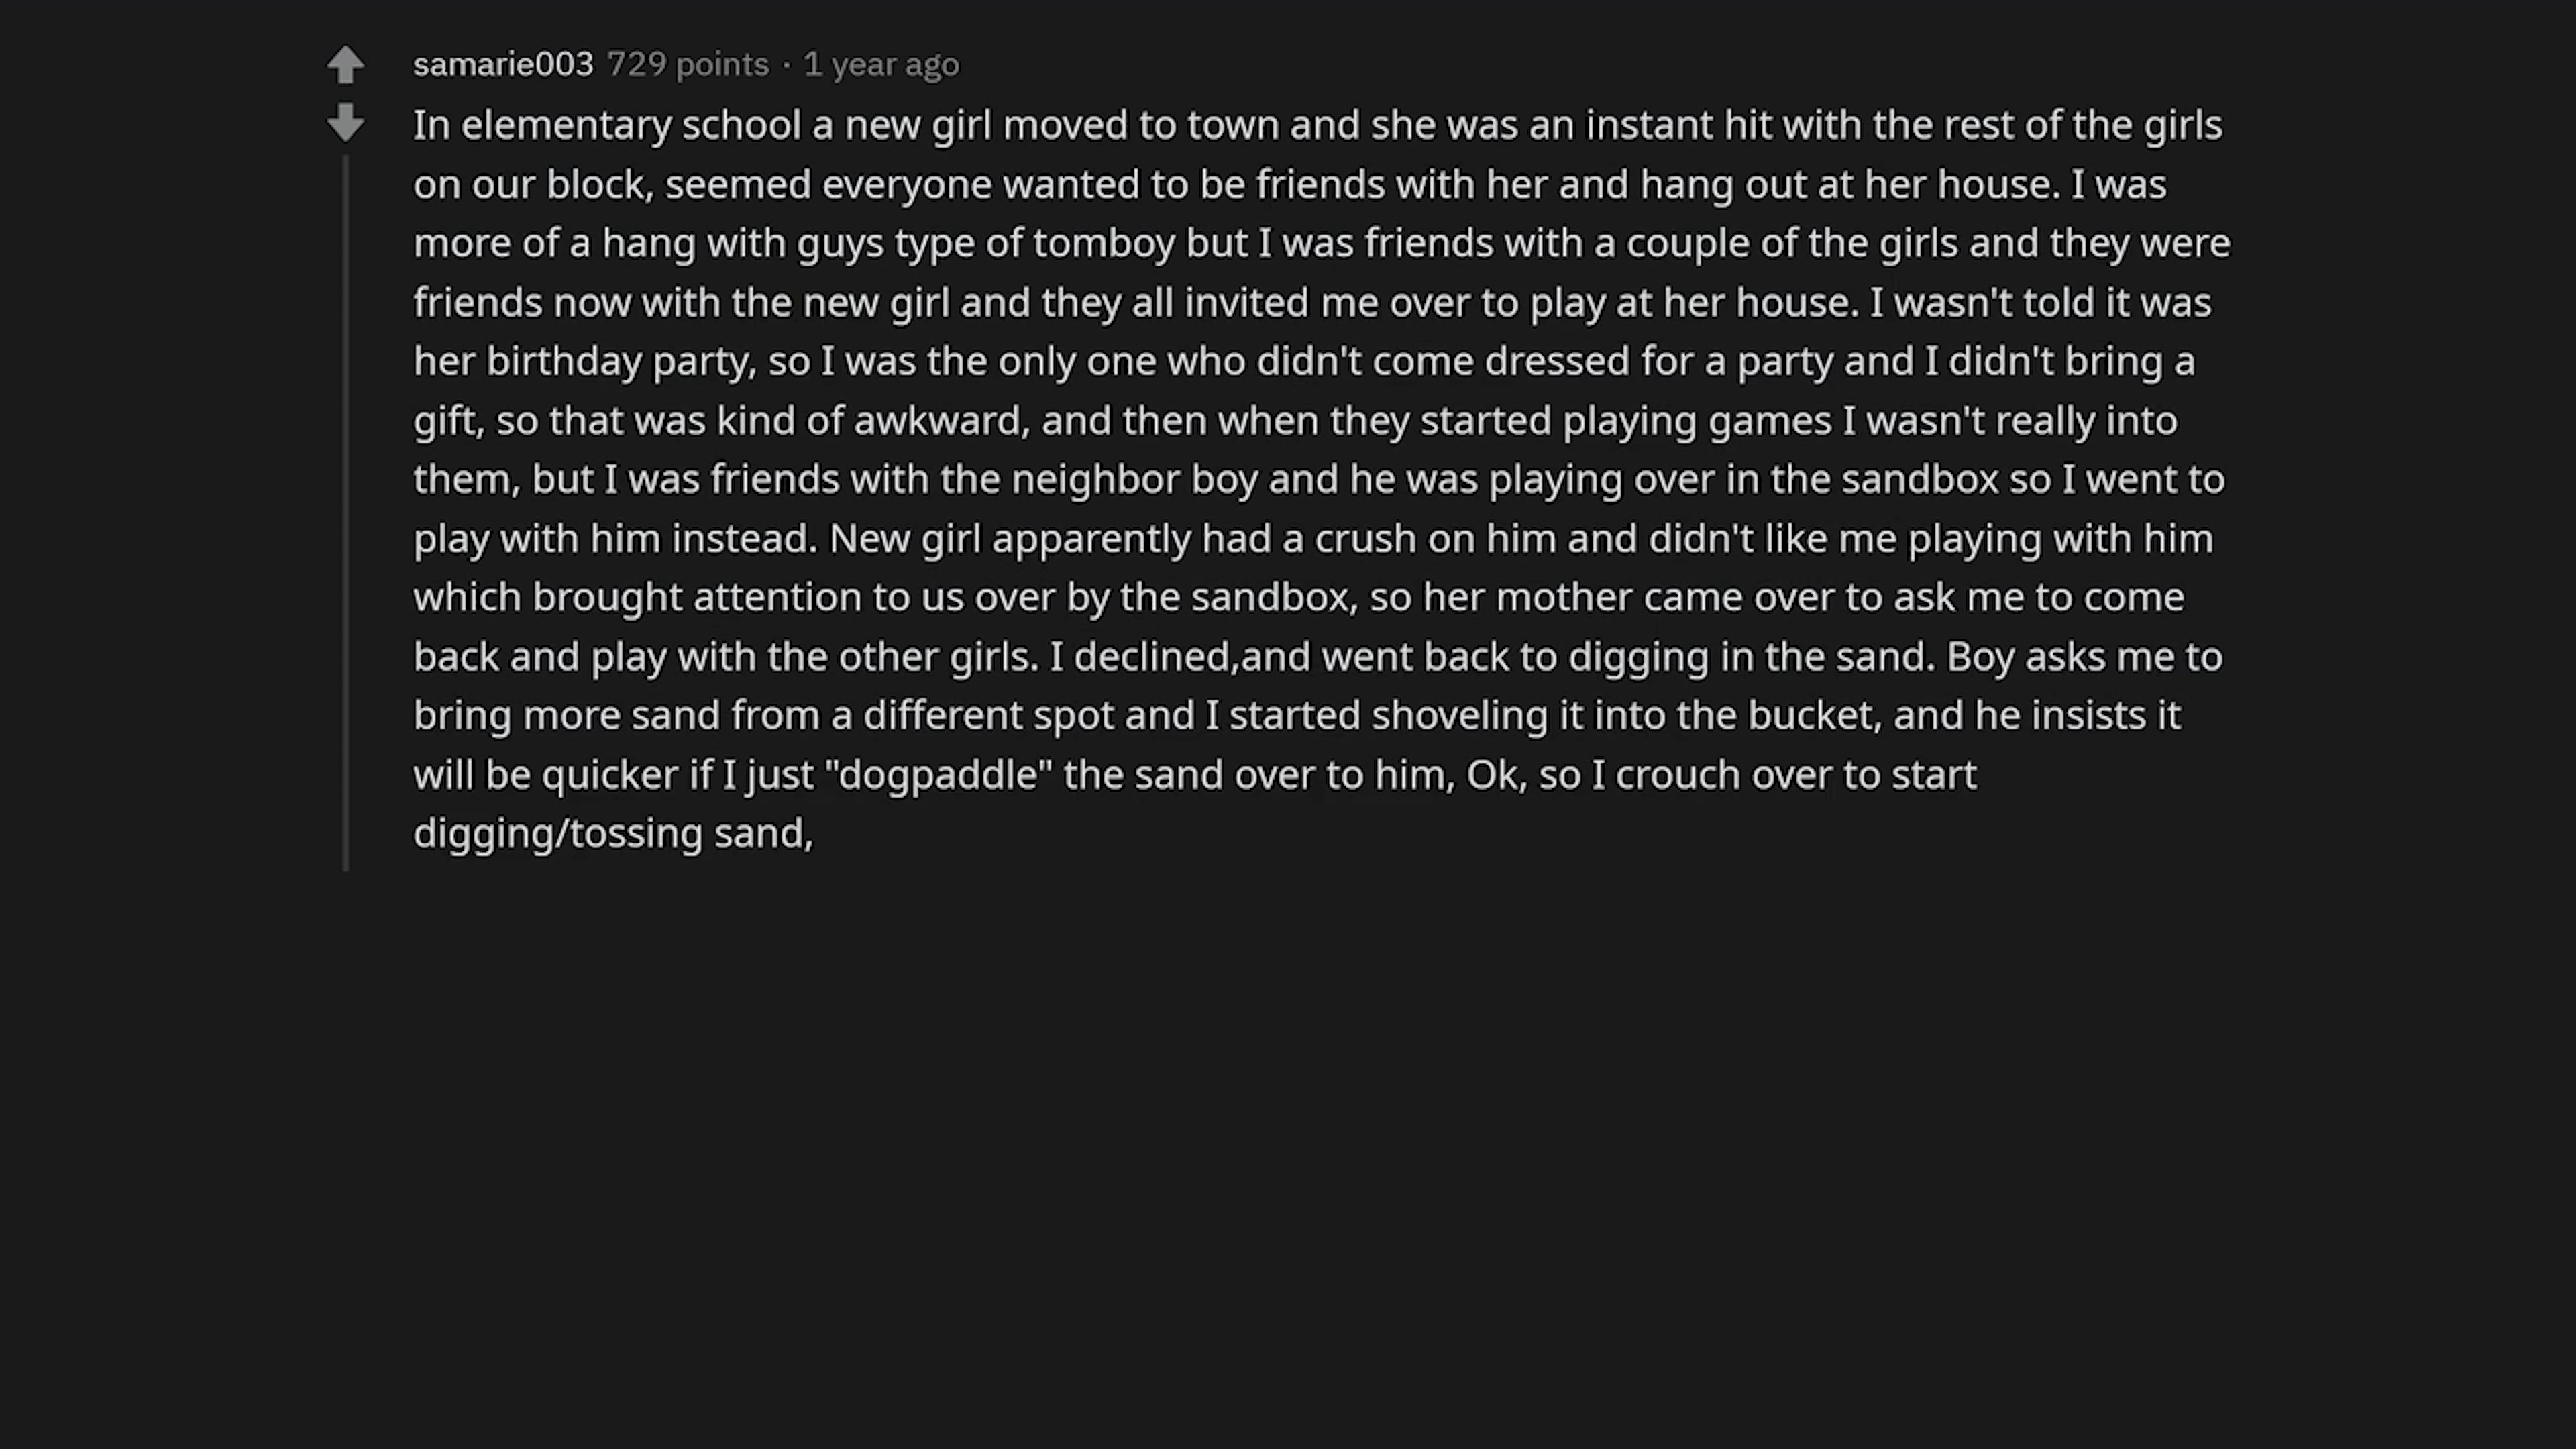 samarie003 729 points · 1 year ago
In elementary school a new girl moved to town and she was an instant hit with the rest of the girls
on our block, seemed everyone wanted to be friends with her and hang out at her house. I was
more of a hang with guys type of tomboy but I was friends with a couple of the girls and they were
friends now with the new girl and they all invited me over to play at her house. I wasn't told it was
her birthday party, so I was the only one who didn't come dressed for a party and I didn't bring a
gift, so that was kind of awkward, and then when they started playing games I wasn't really into
them, but I was friends with the neighbor boy and he was playing over in the sandbox so I went to
play with him instead. New girl apparently had a crush on him and didn't like me playing with him
which brought attention to us over by the sandbox, so her mother came over to ask me to come
back and play with the other girls. I declined,and went back to digging in the sand. Boy asks me to
bring more sand from a different spot and I started shoveling it into the bucket, and he insists it
will be quicker if I just "dogpaddle" the sand over to him, Ok, so I crouch over to start
digging/tossing sand,